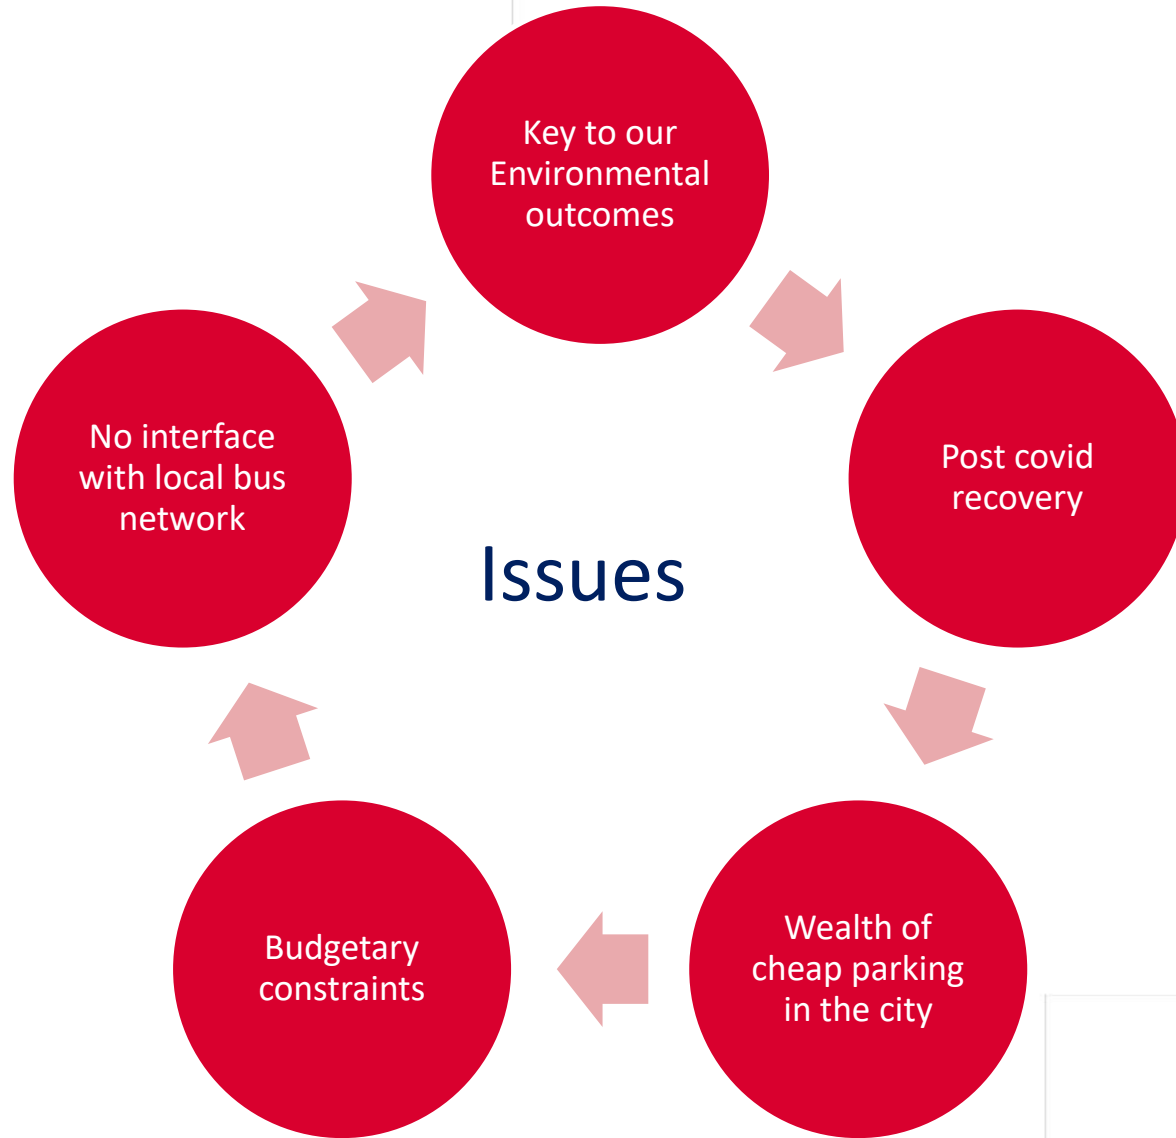 Key to our
Environmental
outcomes
Post covid
recovery
Wealth of
cheap parking
in the city
Budgetary
constraints
No interface
with local bus
network
Issues